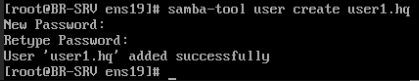 [root@BR-SRV ens19]# samba-tool user create user1.hq
New Password:
Retype Password:
User 'user1.hq' added successfully
[root@BR-SRV ens19]# _